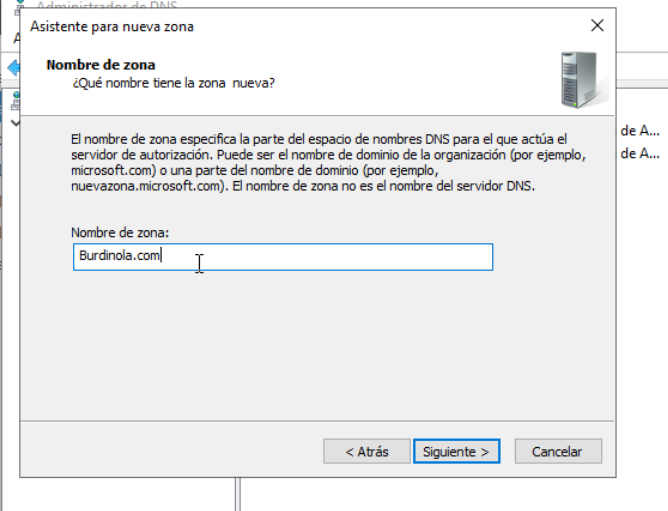 Administrador de DNS
Asistente para nueva zona
Nombre de zona
¿Qué nombre tiene la zona nueva?
de A...
de A...
El nombre de zona especifica la parte del espacio de nombres DNS para el que actúa el
servidor de autorización. Puede ser el nombre de dominio de la organización (por ejemplo,
microsoft.com) o una parte del nombre de dominio (por ejemplo,
nuevazona.microsoft.com). El nombre de zona no es el nombre del servidor DNS.
Nombre de zona:
Burdinola.com
< Atrás
Siguiente >
Cancelar